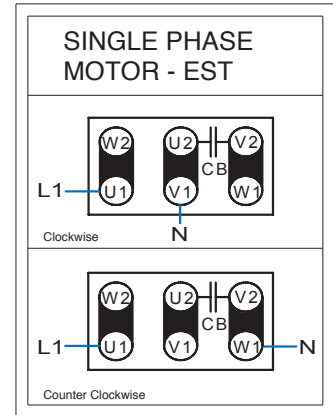 SINGLE PHASE
MOTOR - EST
W2 U2 V2
CB
L1 U1 V1 W1
N
Clockwise
W2 U2 V2
CB
L1 U1 V1 W1 N
Counter Clockwise